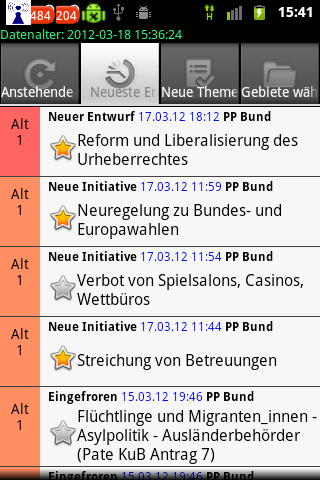 484 204 15:41
Datenalter: 2012-03-18 15:36:24
Anstehende Neueste Er Neue Theme Gebiete wäh
Neuer Entwurf 17.03.12 18:12 PP Bund
Alt
1
Reform und Liberalisierung des
Urheberrechtes
Neue Initiative 17.03.12 11:59 PP Bund
Alt
1
Neuregelung zu Bundes- und
Europawahlen
Neue Initiative 17.03.12 11:54 PP Bund
Alt
1
Verbot von Spielsalons, Casinos,
Wettbüros
Neue Initiative 17.03.12 11:44 PP Bund
Alt
1
Streichung von Betreuungen
Eingefroren 15.03.12 19:46 PP Bund
Alt
1
Flüchtlinge und Migranten_innen -
Asylpolitik - Ausländerbehörder
(Pate KuB Antrag 7)
Eingefroren 15.03.12 19:46 PP Bund